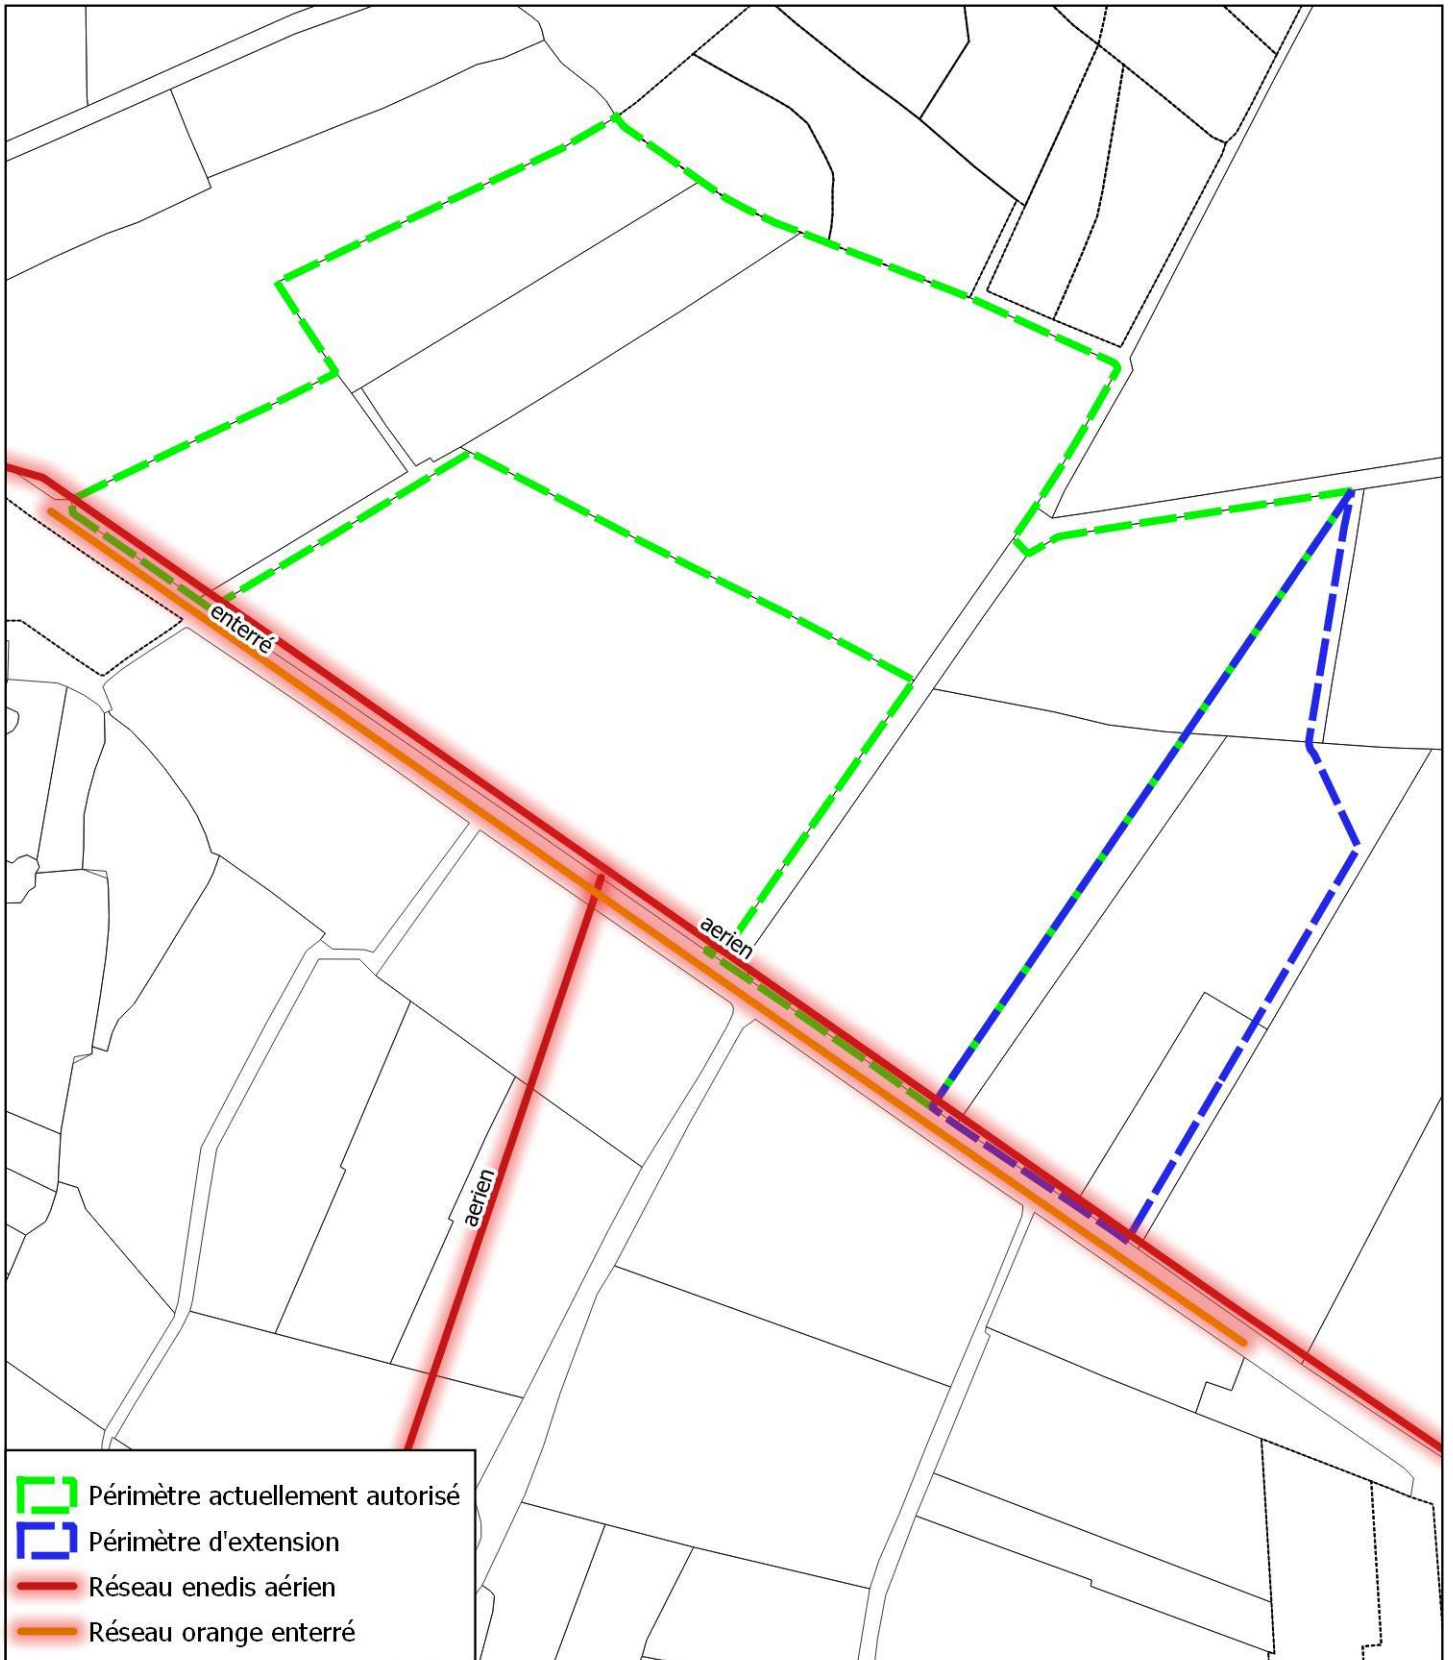 enterré
aerien
aerien
Périmètre actuellement autorisé
Périmètre d'extension
Réseau enedis aérien
Réseau orange enterré